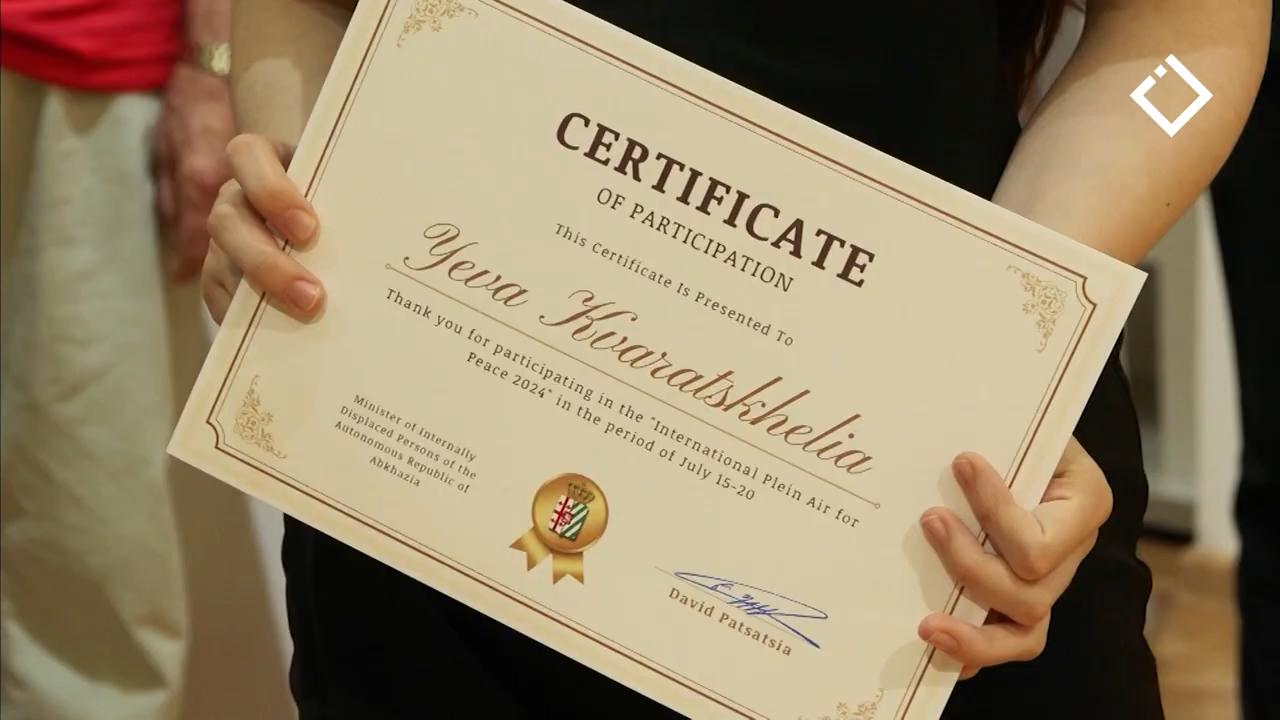 CERTIFICATE
OF PARTICIPATION
This Certificate Is Presented To
Yeva Kvaratskhelia
Thank you for participating in the "International Plein Air for
Peace 2024" in the period of July 15-20
Minister of Internally
Displaced Persons of the
Autonomous Republic of
Abkhazia
David Patsatsia